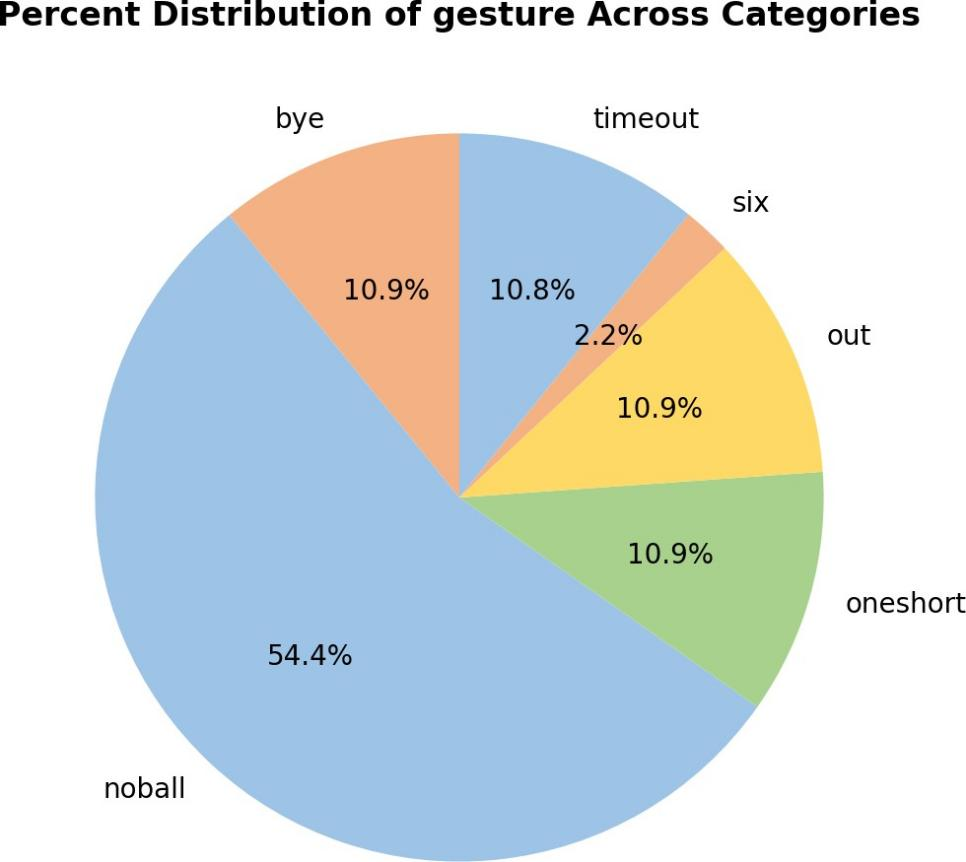 Percent Distribution of gesture Across Categories
bye
timeout
six
10.9%
10.8%
2.2%
out
10.9%
10.9%
oneshort
54.4%
noball